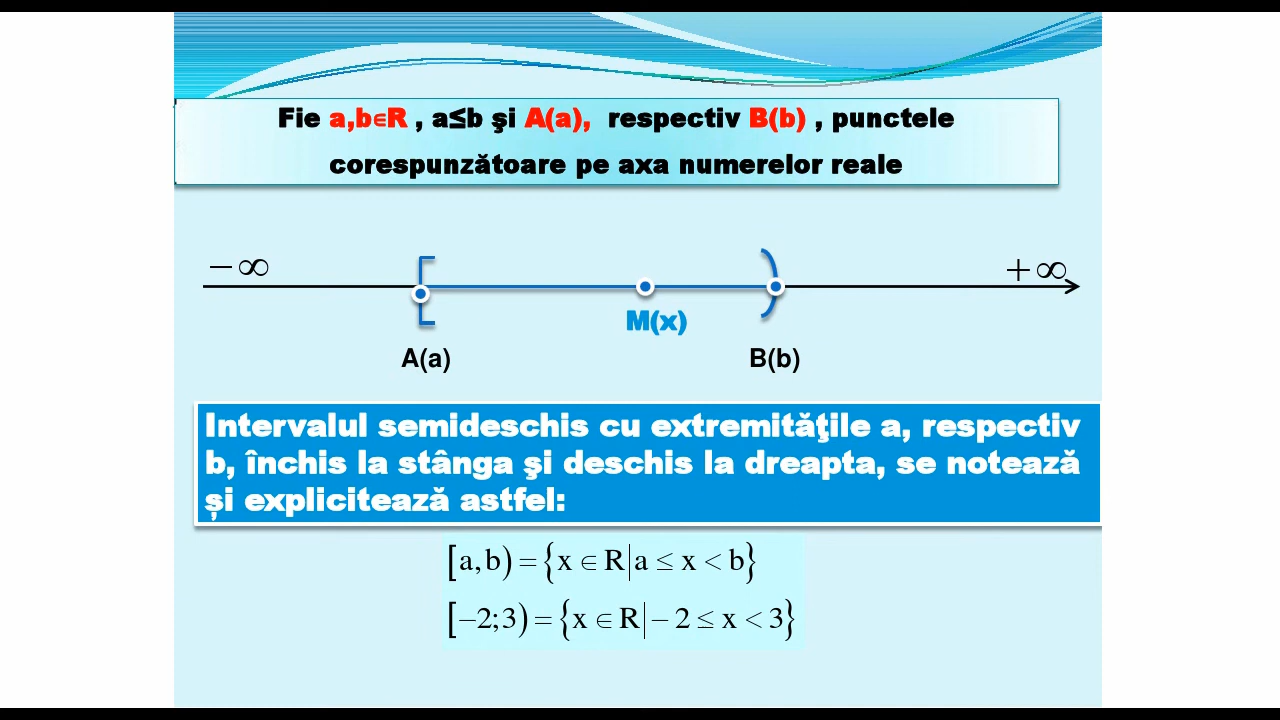 Fie a,b∈R , a≤b şi A(a), respectiv B(b) , punctele
corespunzătoare pe axa numerelor reale
− ∞ + ∞
M(x)
A(a) B(b)
Intervalul semideschis cu extremităţile a, respectiv
b, închis la stânga şi deschis la dreapta, se notează
și explicitează astfel:
[a,b) = {x ∈ R|a ≤ x < b}
[−2;3) = {x ∈ R|− 2 ≤ x < 3}